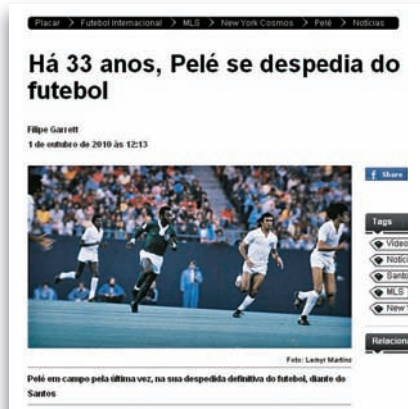 Placar > Futebol Internacional > MLS > New York Cosmos > Pelé > Notícias
Há 33 anos, Pelé se despedia do
futebol
Filipe Garrett
1 de outubro de 2010 às 12:13
Share
Tags
Vídeo
Notíci
Santo
MLS
New
Relacion
Foto: Lemyr Martins
Pelé em campo pela última vez, na sua despedida definitiva do futebol, diante do
Santos